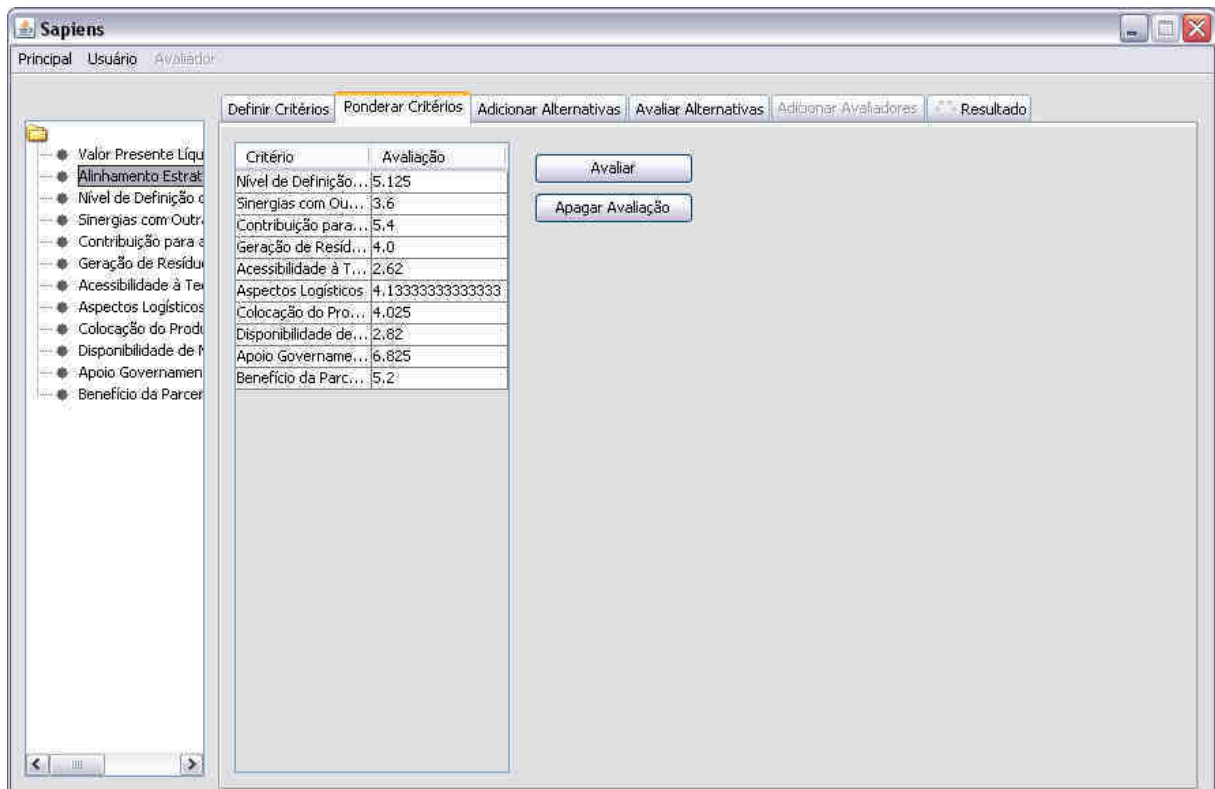 Sapiens
Principal Usuário Avaliador
Definir Critérios Ponderar Critérios Adicionar Alternativas Avaliar Alternativas Adicionar Avaliadores Resultado
Valor Presente Líqu
Alinhamento Estrat
Nível de Definição d
Sinergias com Outra
Contribuição para a
Geração de Resídu
Acessibilidade à Te
Aspectos Logísticos
Colocação do Produ
Disponibilidade de M
Apoio Governamen
Benefício da Parcer
Critério Avaliação
Nível de Definição... 5.125
Sinergias com Ou... 3.6
Contribuição para... 5.4
Geração de Resíd... 4.0
Acessibilidade à T... 2.62
Aspectos Logísticos 4.13333333333333
Colocação do Pro... 4.025
Disponibilidade de... 2.82
Apoio Govername... 6.825
Benefício da Parc... 5.2
Avaliar
Apagar Avaliação